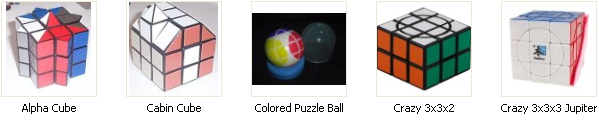 Alpha Cube
Cabin Cube
Colored Puzzle Ball
Crazy 3x3x2
Crazy 3x3x3 Jupiter